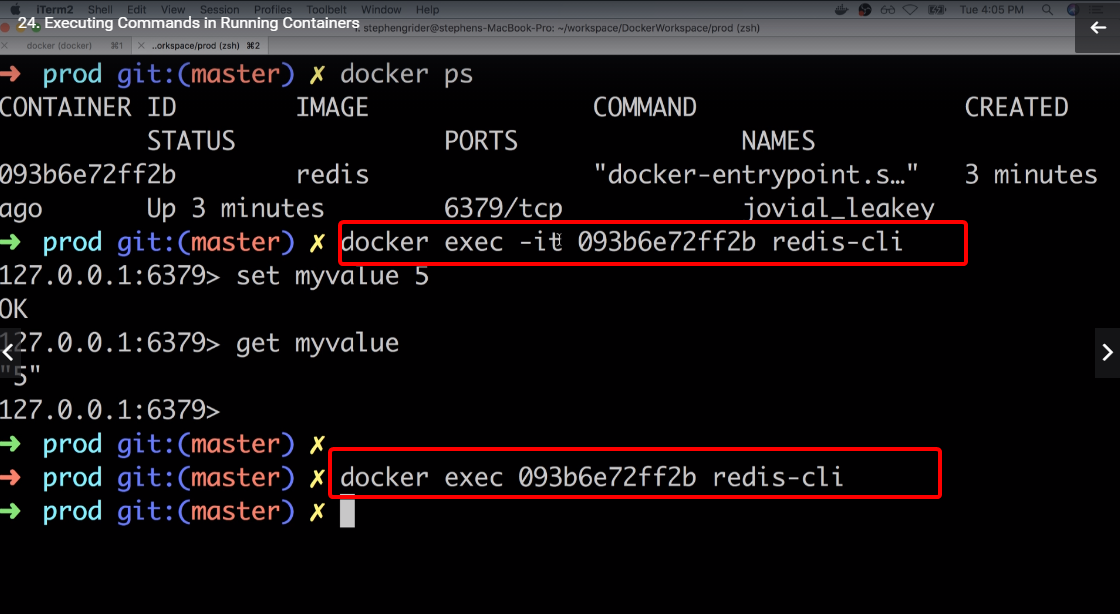 iTerm2 Shell Edit View Session Profiles Toolbelt Window Help Tue 4:05 PM
24. Executing Commands in Running Containers
1. stephengrider@stephens-MacBook-Pro: ~/workspace/DockerWorkspace/prod (zsh)
docker (docker) ⌘1 ..orkspace/prod (zsh) ⌘2
➜ prod git:(master) ✗ docker ps
CONTAINER ID IMAGE COMMAND CREATED
STATUS PORTS NAMES
093b6e72ff2b redis "docker-entrypoint.s…" 3 minutes
ago Up 3 minutes 6379/tcp jovial_leakey
➜ prod git:(master) ✗ docker exec -it 093b6e72ff2b redis-cli
127.0.0.1:6379> set myvalue 5
OK
127.0.0.1:6379> get myvalue
"5"
127.0.0.1:6379>
➜ prod git:(master) ✗
➜ prod git:(master) ✗ docker exec 093b6e72ff2b redis-cli
➜ prod git:(master) ✗